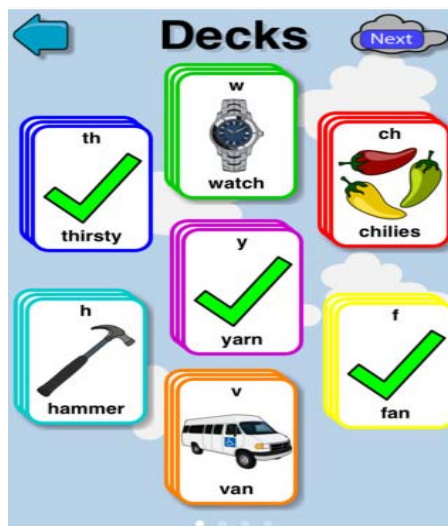 Decks
Next
w
watch
th
thirsty
ch
chilies
y
yarn
h
hammer
f
fan
v
van